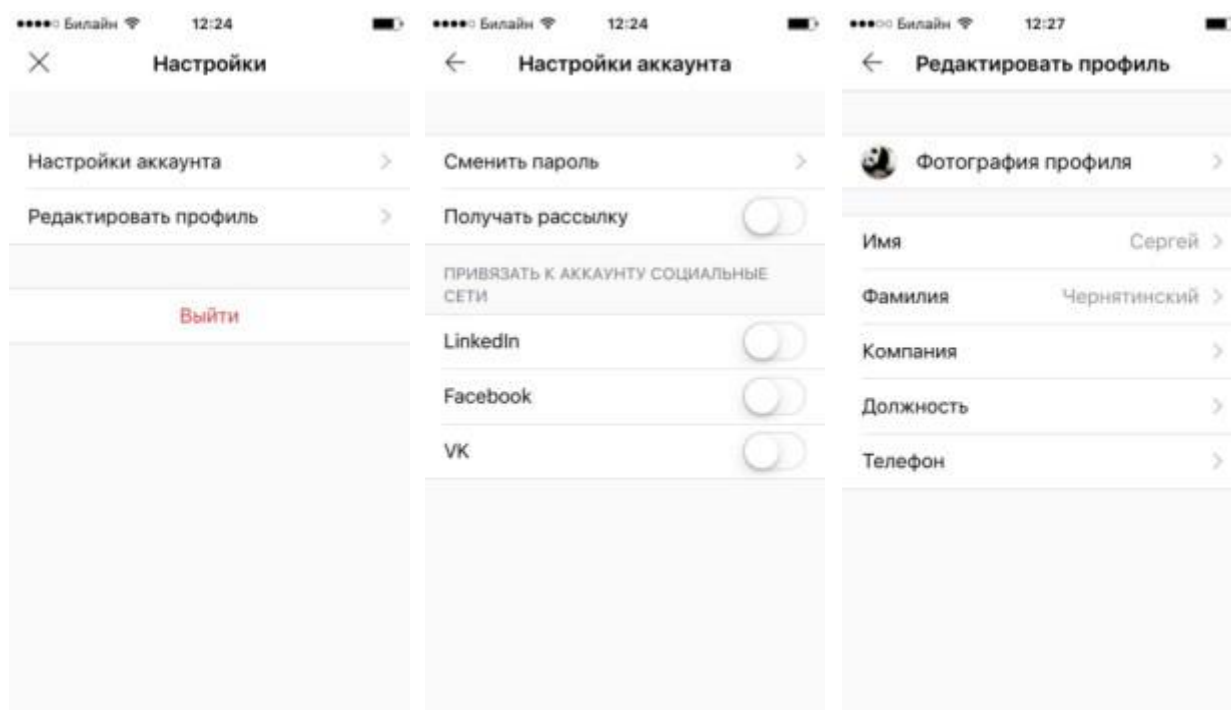 Билайн 12:24
Настройки
Настройки аккаунта
Редактировать профиль
Выйти
Билайн 12:24
Настройки аккаунта
Сменить пароль
Получать рассылку
ПРИВЯЗАТЬ К АККАУНТУ СОЦИАЛЬНЫЕ
СЕТИ
LinkedIn
Facebook
VK
Билайн 12:27
Редактировать профиль
Фотография профиля
Имя Сергей
Фамилия Чернятинский
Компания
Должность
Телефон